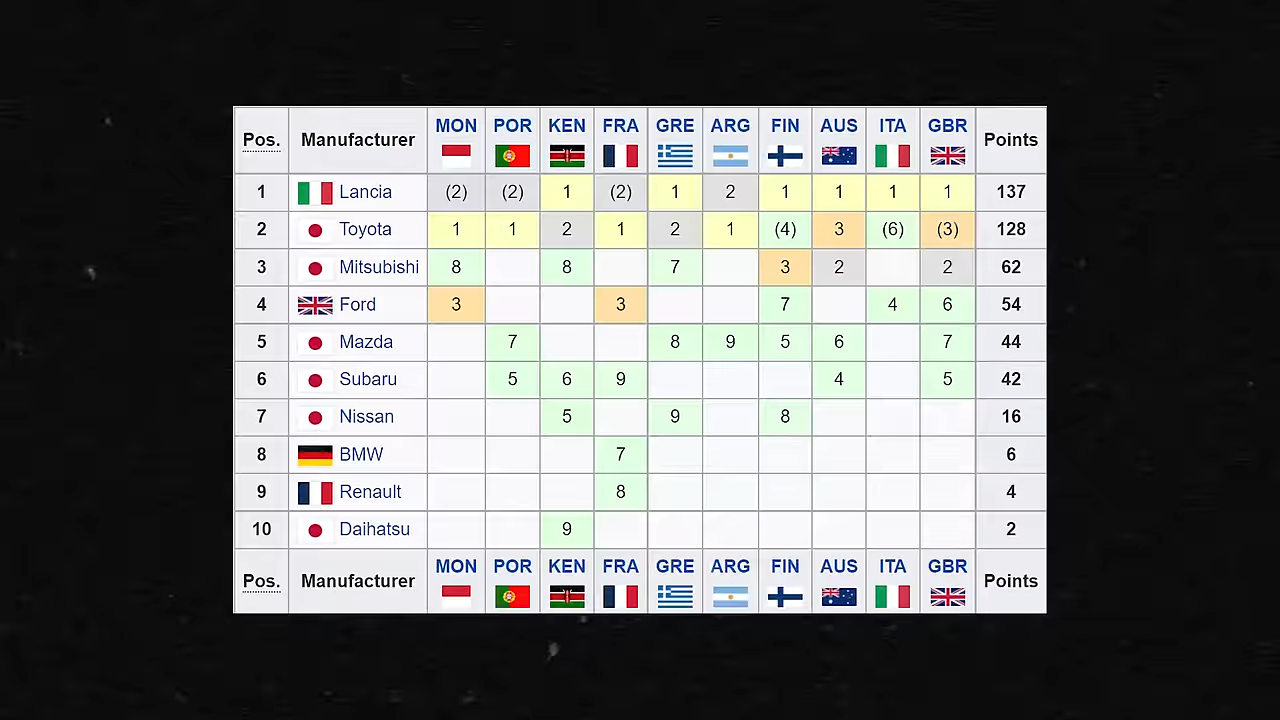 Pos. Manufacturer MON POR KEN FRA GRE ARG FIN AUS ITA GBR Points
1 Lancia (2) (2) 1 (2) 1 2 1 1 1 1 137
2 Toyota 1 1 2 1 2 1 (4) 3 (6) (3) 128
3 Mitsubishi 8 8 7 3 2 2 62
4 Ford 3 3 7 4 6 54
5 Mazda 7 8 9 5 6 7 44
6 Subaru 5 6 9 4 5 42
7 Nissan 5 9 8 16
8 BMW 7 6
9 Renault 8 4
10 Daihatsu 9 2
Pos. Manufacturer MON POR KEN FRA GRE ARG FIN AUS ITA GBR Points